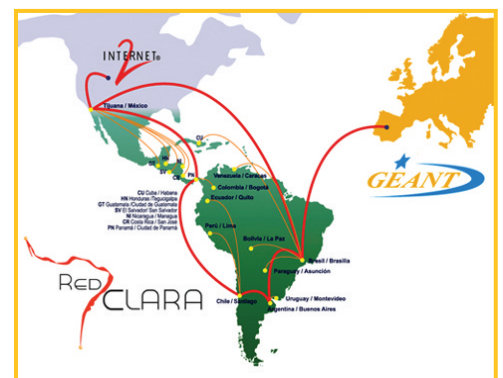 INTERNET®
2
Tijuana / México
CU
HN
GT
NI
SV
CR
PN
CU Cuba / Habana
HN Honduras /Tegucigalpa
GT Guatemala /Ciudad de Guatemala
SV El Salvador/ San Salvador
NI Nicaragua / Managua
CR Costa Rica / San José
PN Panamá / Ciudad de Panamá
Venezuela / Caracas
Colombia / Bogotá
Ecuador / Quito
Perú / Lima
Bolivia / La Paz
Brasil / Brasilia
Paraguay / Asunción
Chile / Santiago
Uruguay / Montevideo
Argentina / Buenos Aires
GEANT
RED
CLARA